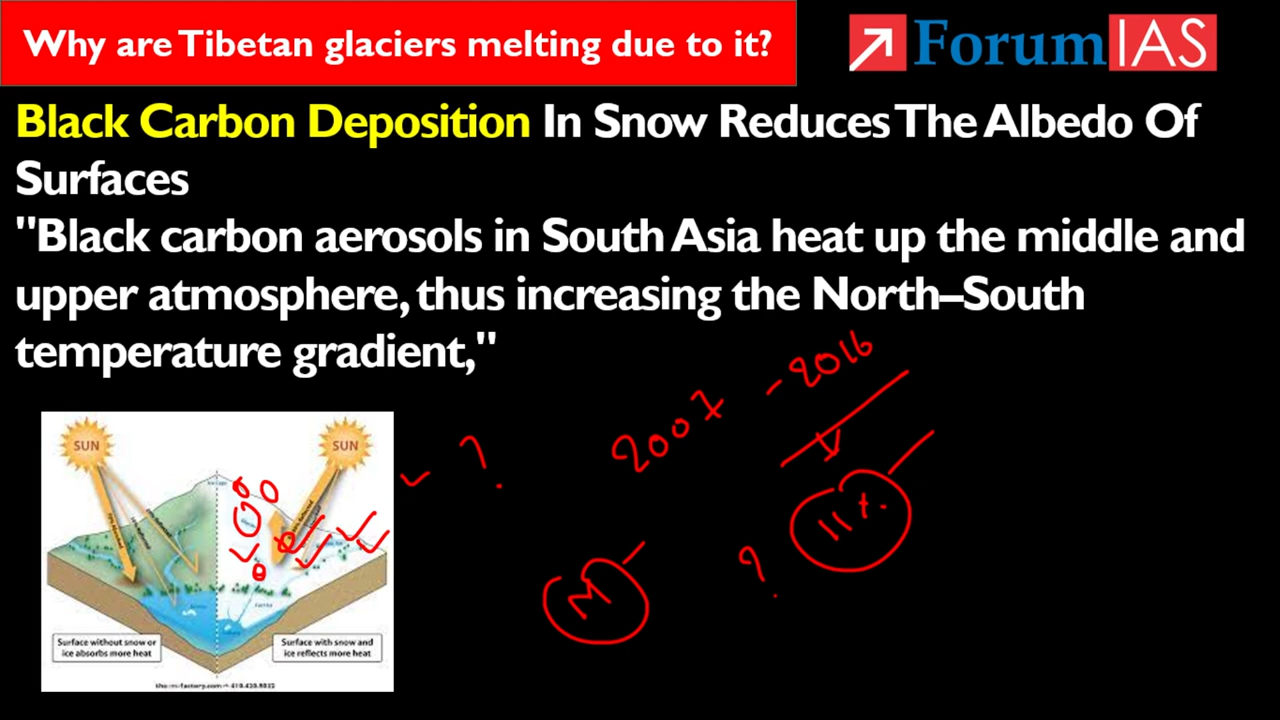 Why are Tibetan glaciers melting due to it?
ForumIAS
Black Carbon Deposition In Snow Reduces The Albedo Of
Surfaces
"Black carbon aerosols in South Asia heat up the middle and
upper atmosphere, thus increasing the North–South
temperature gradient,"
2007 - 2016
?
11%
M
?
SUN
SUN
Surface without snow or
ice absorbs more heat
Surface with snow and
ice reflects more heat